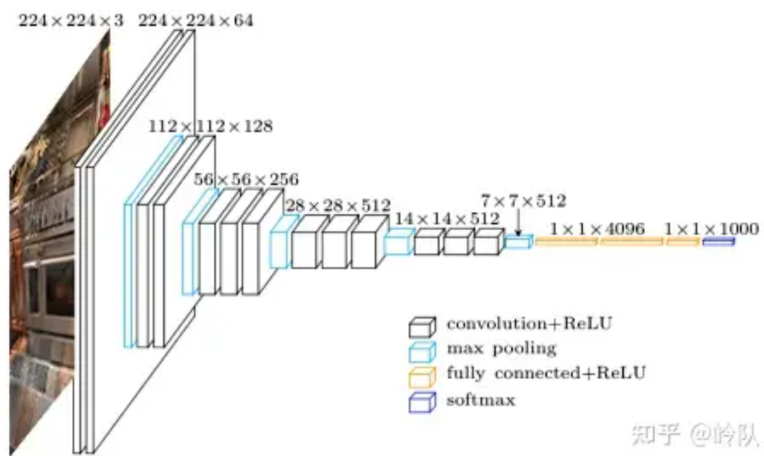 224×224×3 224×224×64
112×112×128
56×56×256
28×28×512
14×14×512
7×7×512
1×1×4096 1×1×1000
convolution+ReLU
max pooling
fully connected+ReLU
softmax
知乎 @岭队